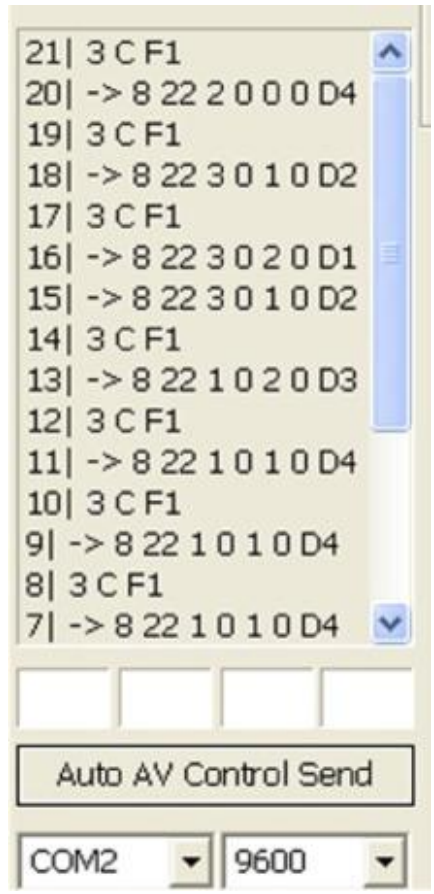 21| 3 C F1
20| -> 8 22 2 0 0 0 D4
19| 3 C F1
18| -> 8 22 3 0 1 0 D2
17| 3 C F1
16| -> 8 22 3 0 2 0 D1
15| -> 8 22 3 0 1 0 D2
14| 3 C F1
13| -> 8 22 1 0 2 0 D3
12| 3 C F1
11| -> 8 22 1 0 1 0 D4
10| 3 C F1
9| -> 8 22 1 0 1 0 D4
8| 3 C F1
7| -> 8 22 1 0 1 0 D4
Auto AV Control Send
COM2 9600